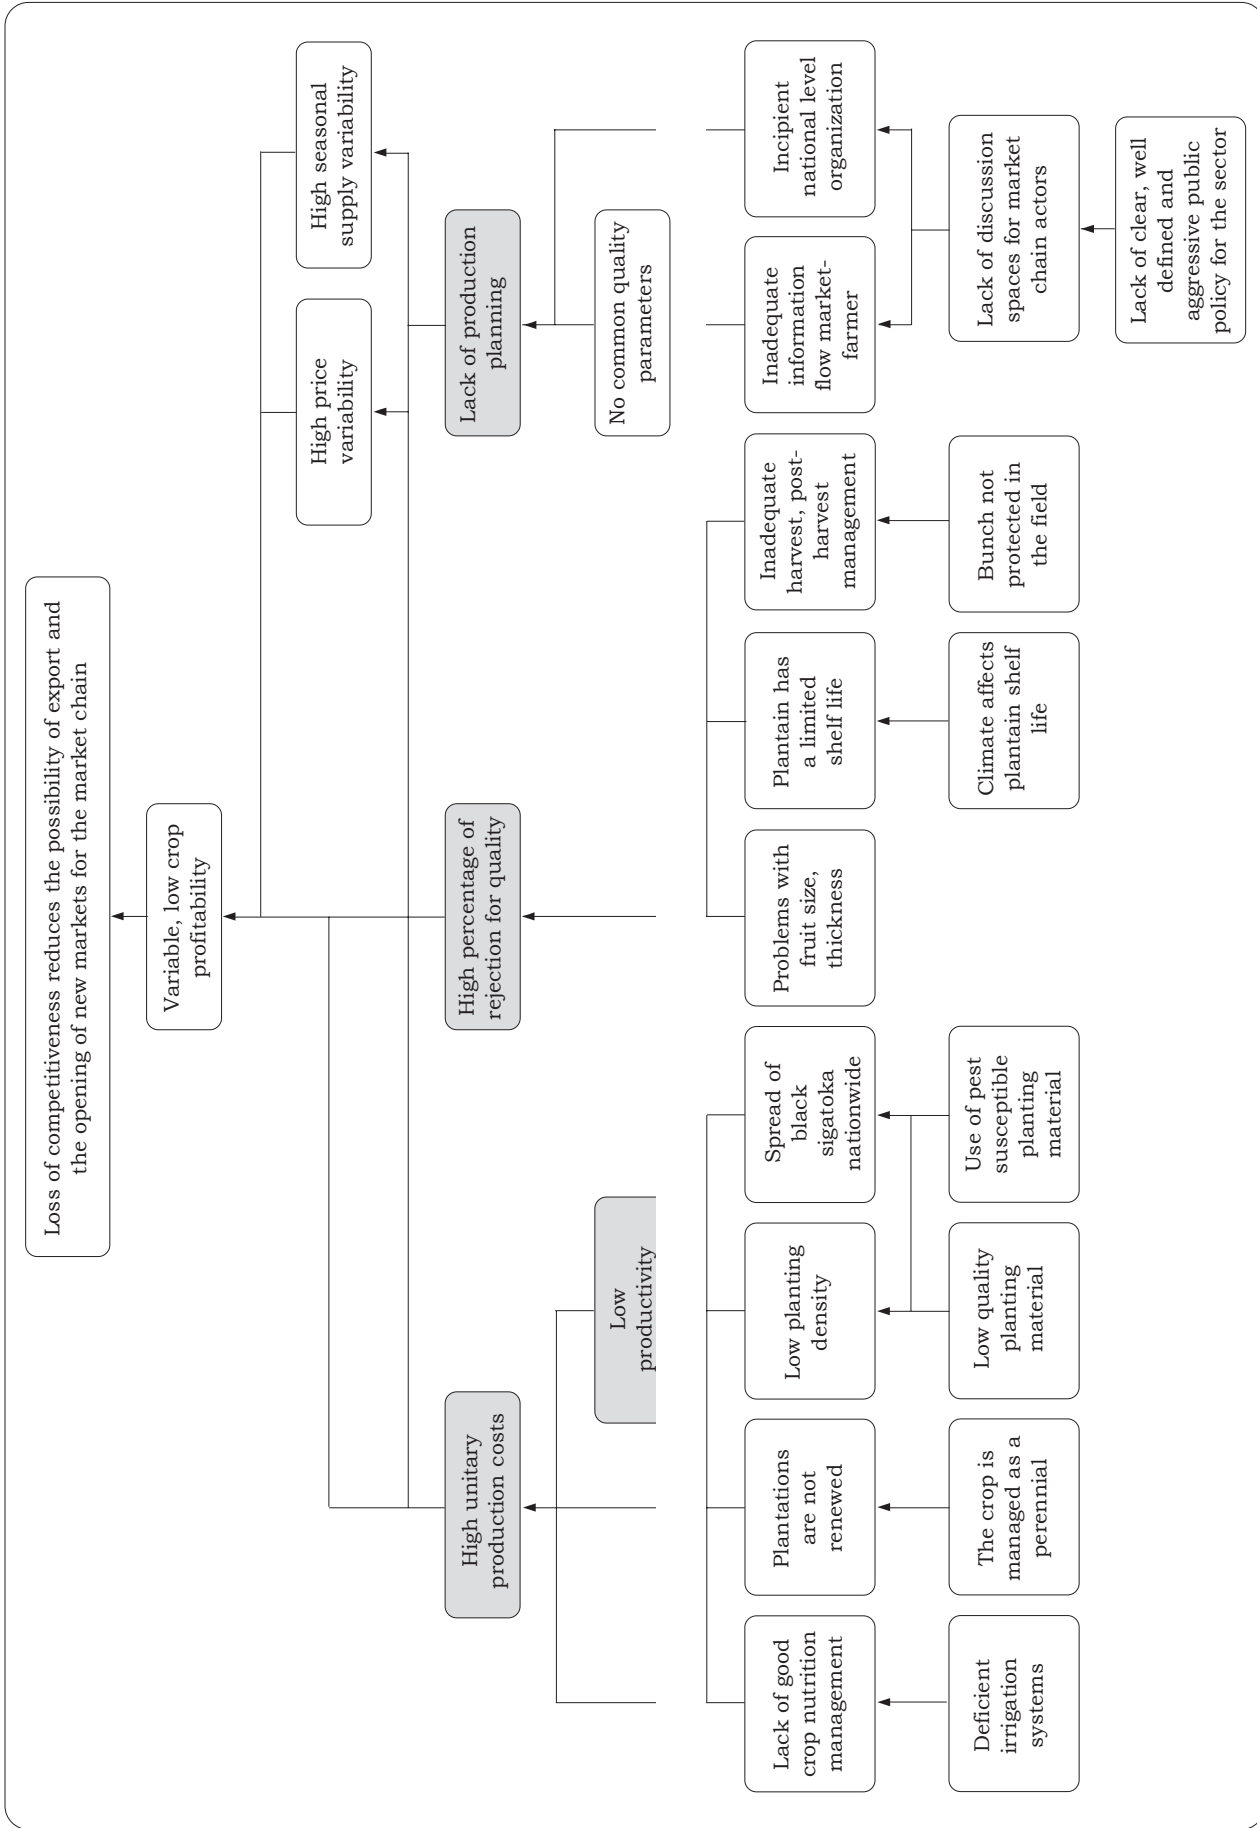 Loss of competitiveness reduces the possibility of export and
the opening of new markets for the market chain
Variable, low crop
profitability
High price
variability
High seasonal
supply variability
High unitary
production costs
High percentage of
rejection for quality
Lack of production
planning
Low
productivity
No common quality
parameters
Lack of good
crop nutrition
management
Plantations
are not
renewed
Low planting
density
Spread of
black
sigatoka
nationwide
Problems with
fruit size,
thickness
Plantain has
a limited
shelf life
Inadequate
harvest, post-
harvest
management
Inadequate
information
flow market-
farmer
Incipient
national level
organization
Deficient
irrigation
systems
The crop is
managed as a
perennial
Low quality
planting
material
Use of pest
susceptible
planting
material
Climate affects
plantain shelf
life
Bunch not
protected in
the field
Lack of discussion
spaces for market
chain actors
Lack of clear, well
defined and
aggressive public
policy for the sector